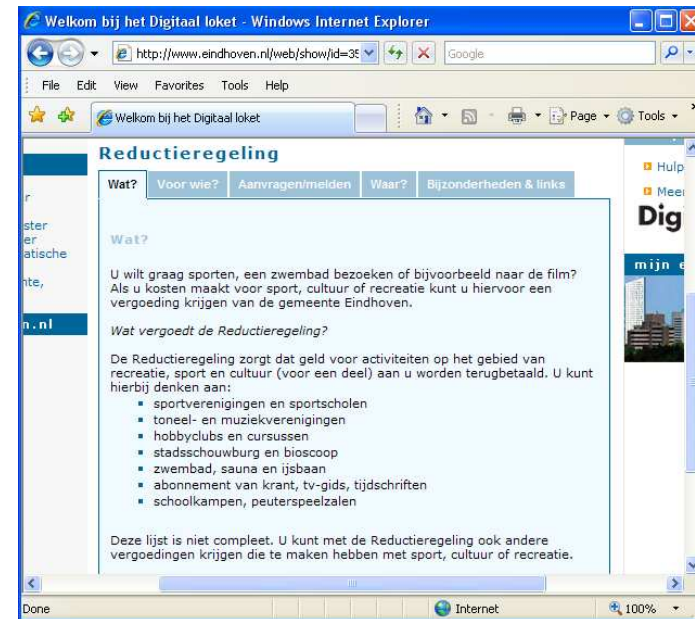 Welkom bij het Digitaal loket - Windows Internet Explorer
http://www.eindhoven.nl/web/show/id=35
Google
File Edit View Favorites Tools Help
Welkom bij het Digitaal loket
Page Tools
Reductieregeling
Wat? Voor wie? Aanvragen/melden Waar? Bijzonderheden & links
Wat?
U wilt graag sporten, een zwembad bezoeken of bijvoorbeeld naar de film?
Als u kosten maakt voor sport, cultuur of recreatie kunt u hiervoor een
vergoeding krijgen van de gemeente Eindhoven.
Wat vergoedt de Reductieregeling?
De Reductieregeling zorgt dat geld voor activiteiten op het gebied van
recreatie, sport en cultuur (voor een deel) aan u worden terugbetaald. U kunt
hierbij denken aan:
sportverenigingen en sportscholen
toneel- en muziekverenigingen
hobbyclubs en cursussen
stadsschouwburg en bioscoop
zwembad, sauna en ijsbaan
abonnement van krant, tv-gids, tijdschriften
schoolkampen, peuterspeelzalen
Deze lijst is niet compleet. U kunt met de Reductieregeling ook andere
vergoedingen krijgen die te maken hebben met sport, cultuur of recreatie.
r
ster
er
atische
nte,
n.nl
Hulp
Meer
Dig
mijn e
Done
Internet
100%